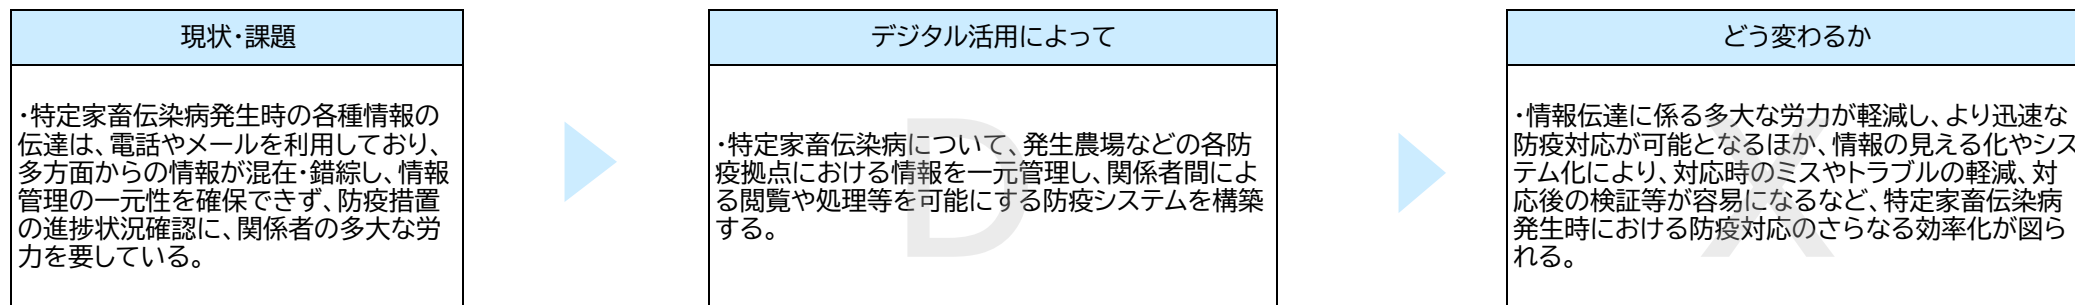 現状・課題
・特定家畜伝染病発生時の各種情報の
伝達は、電話やメールを利用しており、
多方面からの情報が混在・錯綜し、情報
管理の一元性を確保できず、防疫措置
の進捗状況確認に、関係者の多大な労
力を要している。
デジタル活用によって
・特定家畜伝染病について、発生農場などの各防
疫拠点における情報を一元管理し、関係者間によ
る閲覧や処理等を可能にする防疫システムを構築
する。
D
どう変わるか
・情報伝達に係る多大な労力が軽減し、より迅速な
防疫対応が可能となるほか、情報の見える化やシス
テム化により、対応時のミスやトラブルの軽減、対
応後の検証等が容易になるなど、特定家畜伝染病
発生時における防疫対応のさらなる効率化が図ら
れる。
X